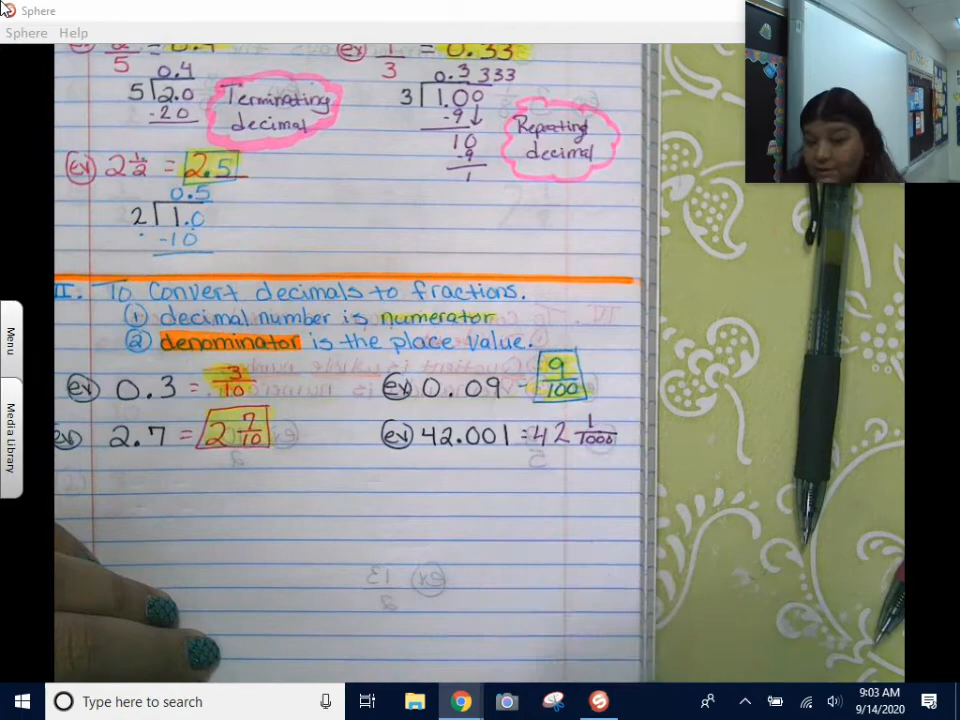 Sphere
Sphere Help
2/5 = 0.4
ex 1/3 = 0.33
0.4
5 2.0
-20
Terminating
decimal
0.3 333
3 1.00
-9
10
-9
1
Repeating
decimal
ex 2 1/2 = 2.5
0.5
2 1.0
-10
II. To convert decimals to fractions.
① decimal number is numerator
② denominator is the place value.
ex 0.3 = 3/10
ex 0.09 = 9/100
ex 2.7 = 2 7/10
ex 42.001 = 42 1/1000
Menu
Media Library
Type here to search
9:03 AM
9/14/2020